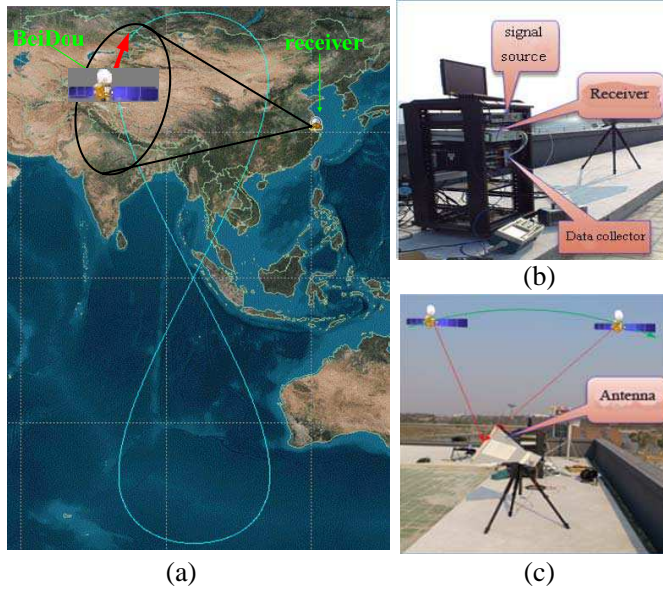 BeiDou
receiver
(a)
signal
source
Receiver
Data collector
(b)
Antenna
(c)